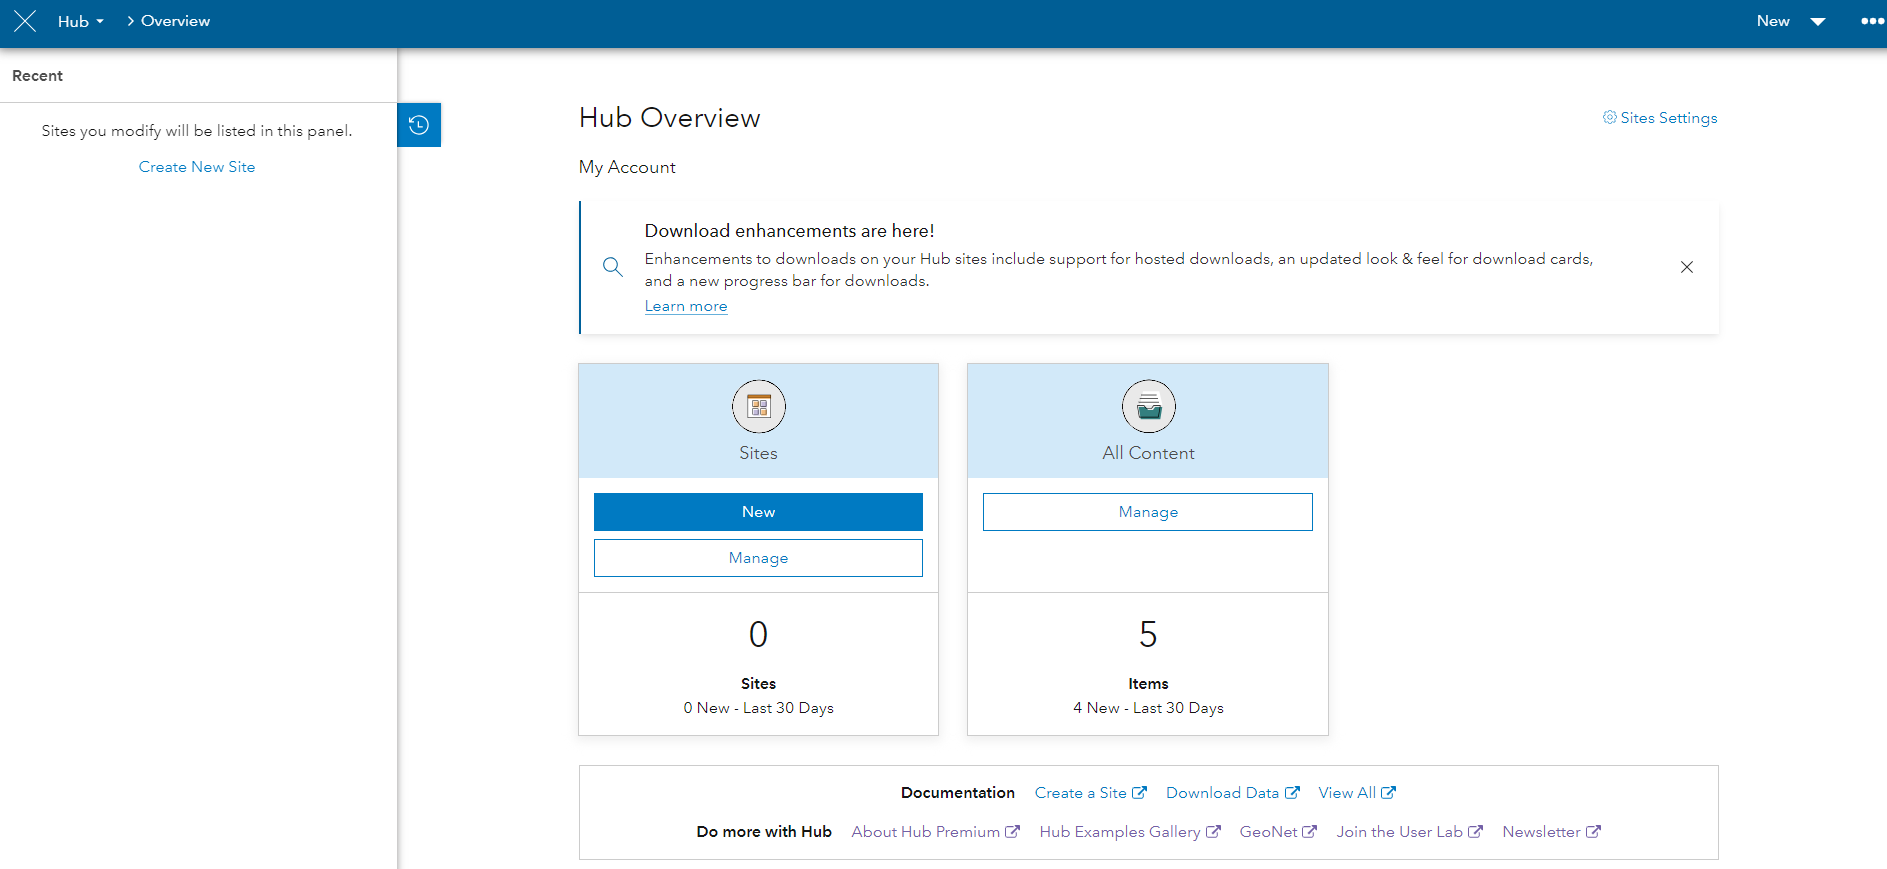 Hub
Overview
New
Recent
Sites you modify will be listed in this panel.
Create New Site
Hub Overview
Sites Settings
My Account
Download enhancements are here!
Enhancements to downloads on your Hub sites include support for hosted downloads, an updated look & feel for download cards,
and a new progress bar for downloads.
Learn more
Sites
New
Manage
0
Sites
0 New - Last 30 Days
All Content
Manage
5
Items
4 New - Last 30 Days
Documentation Create a Site Download Data View All
Do more with Hub About Hub Premium Hub Examples Gallery GeoNet Join the User Lab Newsletter